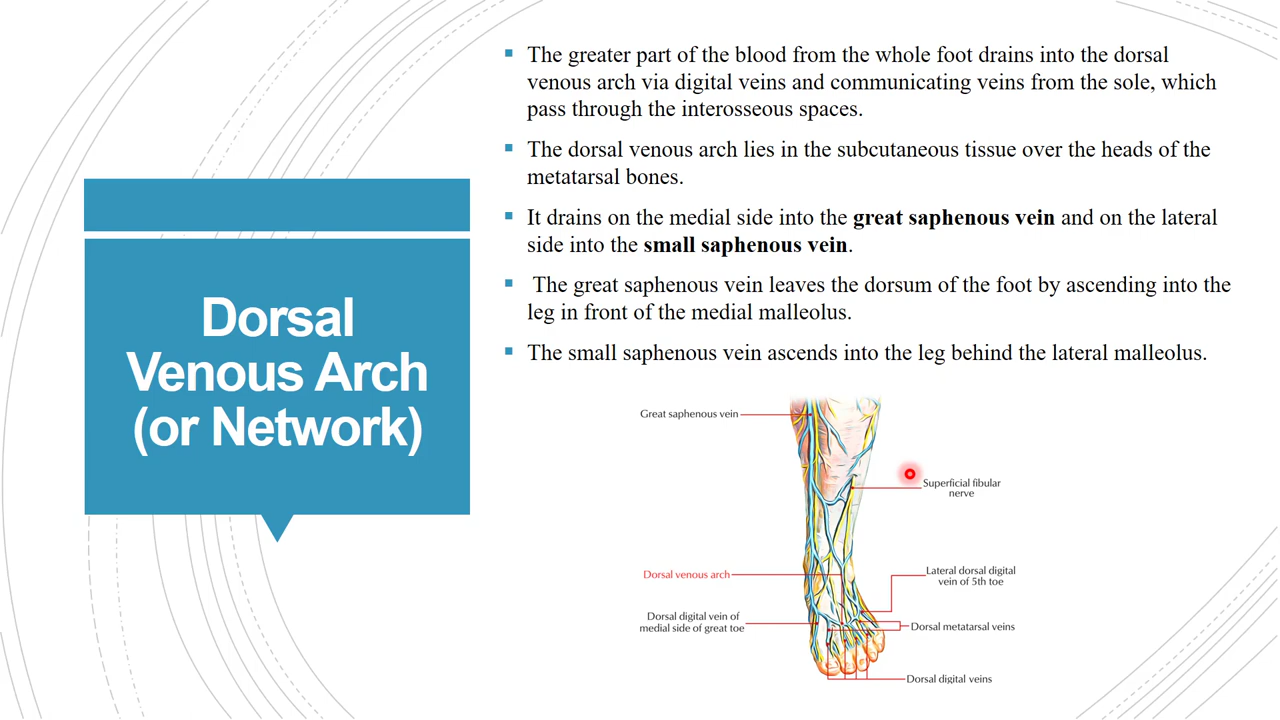 Dorsal
Venous Arch
(or Network)
▪ The greater part of the blood from the whole foot drains into the dorsal
venous arch via digital veins and communicating veins from the sole, which
pass through the interosseous spaces.
▪ The dorsal venous arch lies in the subcutaneous tissue over the heads of the
metatarsal bones.
▪ It drains on the medial side into the great saphenous vein and on the lateral
side into the small saphenous vein.
▪ The great saphenous vein leaves the dorsum of the foot by ascending into the
leg in front of the medial malleolus.
▪ The small saphenous vein ascends into the leg behind the lateral malleolus.
Great saphenous vein
Superficial fibular
nerve
Dorsal venous arch
Lateral dorsal digital
vein of 5th toe
Dorsal digital vein of
medial side of great toe
Dorsal metatarsal veins
Dorsal digital veins